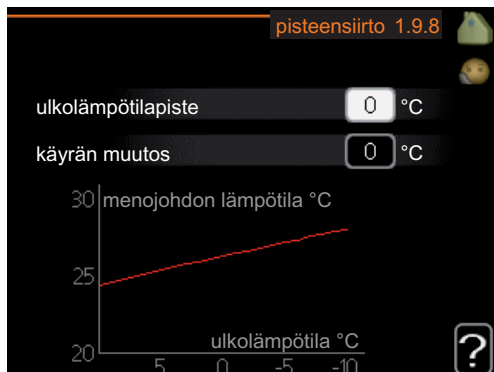 pisteensiirto 1.9.8
ulkolämpötilapiste 0 °C
käyrän muutos 0 °C
30 menojohdon lämpötila °C
25
ulkolämpötila °C
20
5 0 -5 -10
?